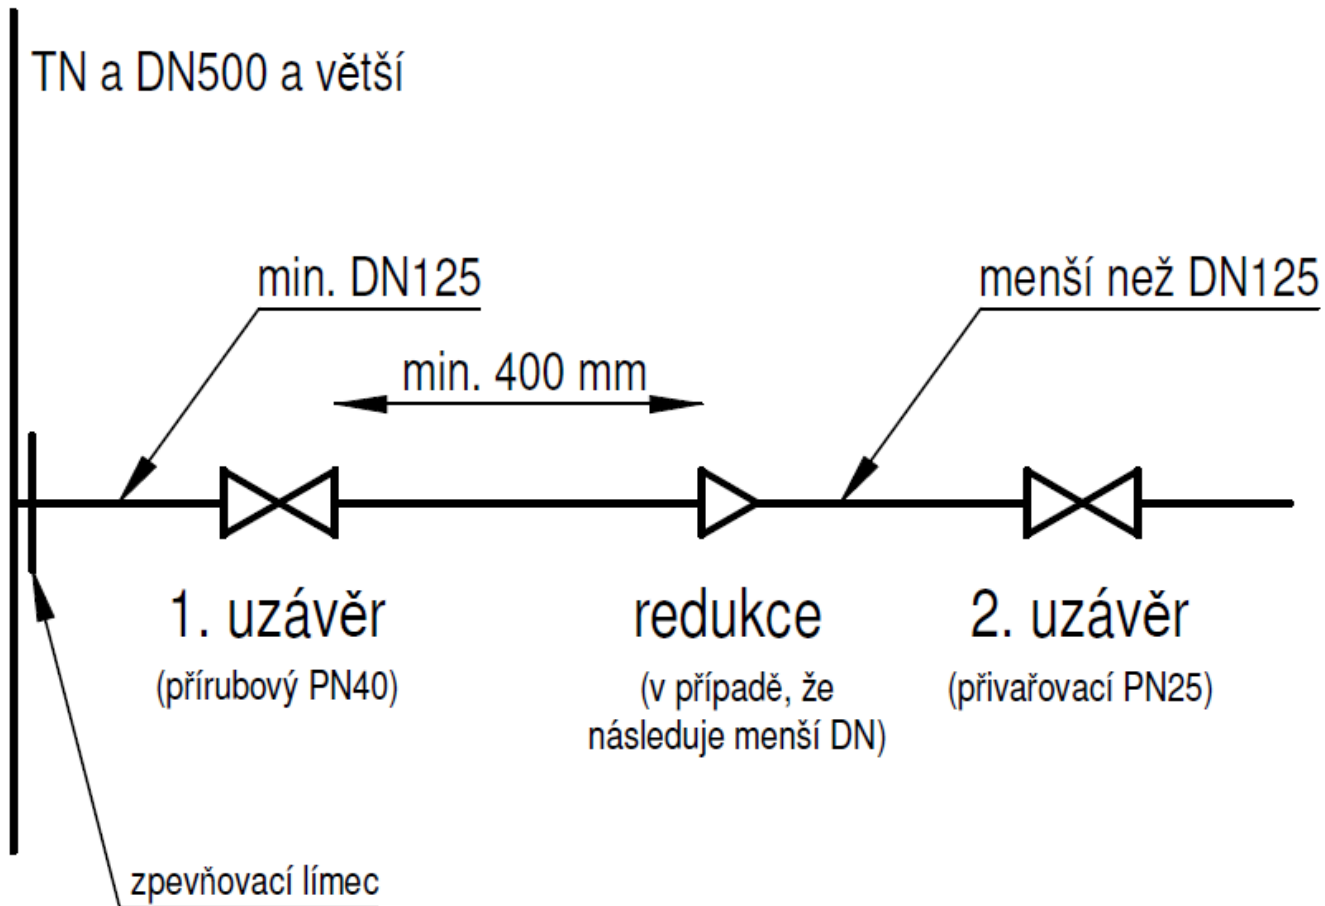 TN a DN500 a větší
min. DN125
menší než DN125
min. 400 mm
1. uzávěr
(přírubový PN40)
redukce
(v případě, že
následuje menší DN)
2. uzávěr
(přivařovací PN25)
zpevňovací límec